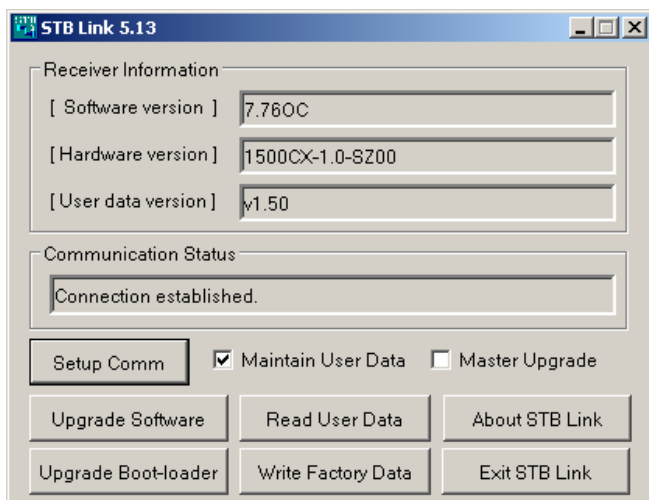 STB Link 5.13
Receiver Information
[ Software version ] 7.76OC
[ Hardware version ] 1500CX-1.0-SZ00
[ User data version ] v1.50
Communication Status
Connection established.
Setup Comm Maintain User Data Master Upgrade
Upgrade Software Read User Data About STB Link
Upgrade Boot-loader Write Factory Data Exit STB Link